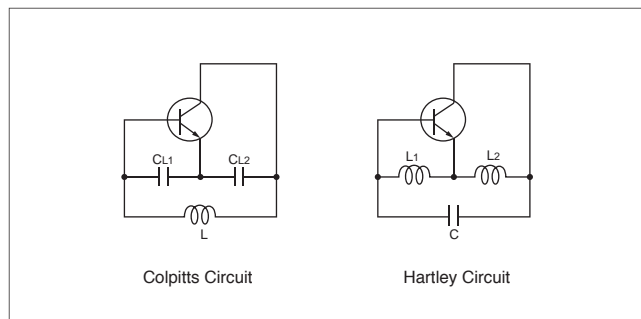 CL1 CL2
L
Colpitts Circuit
L1 L2
C
Hartley Circuit